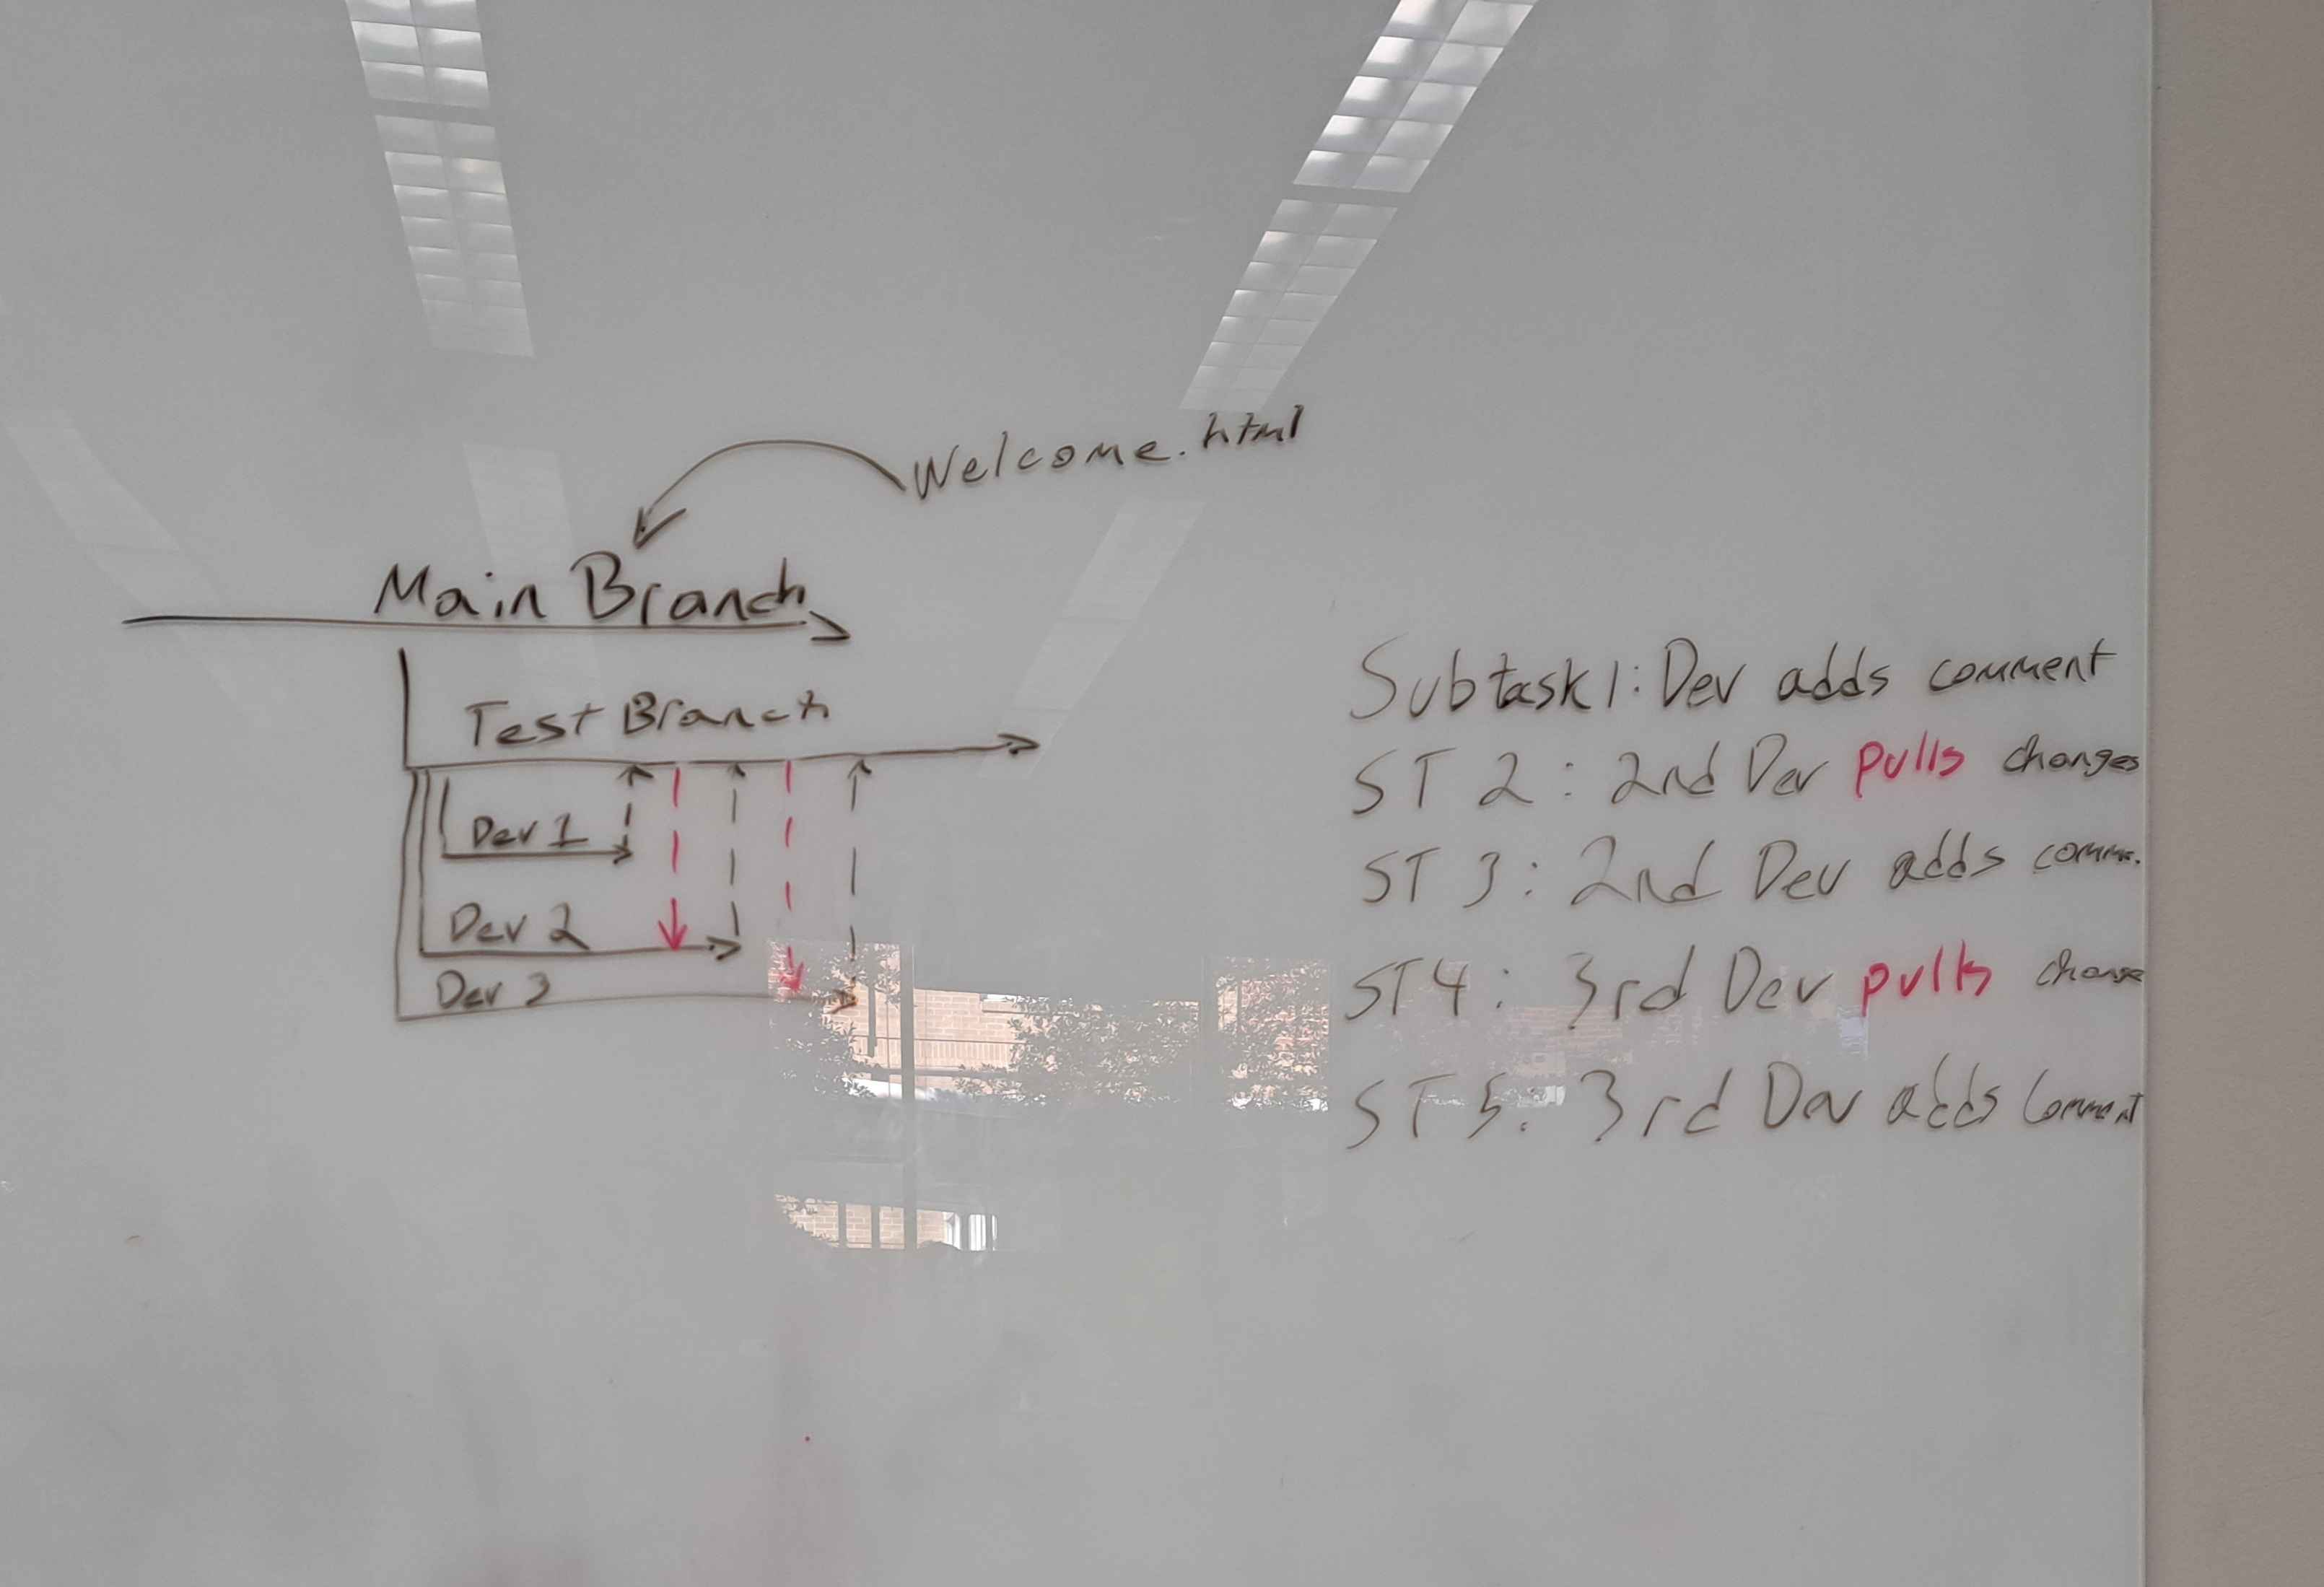 Welcome.html
Main Branch
Test Branch
Dev 1
Dev 2
Dev 3
Subtask 1: Dev adds comment
ST 2: 2nd Dev pulls changes
ST 3: 2nd Dev adds comm.
ST4: 3rd Dev pulls change
ST 5: 3rd Dev adds Comment